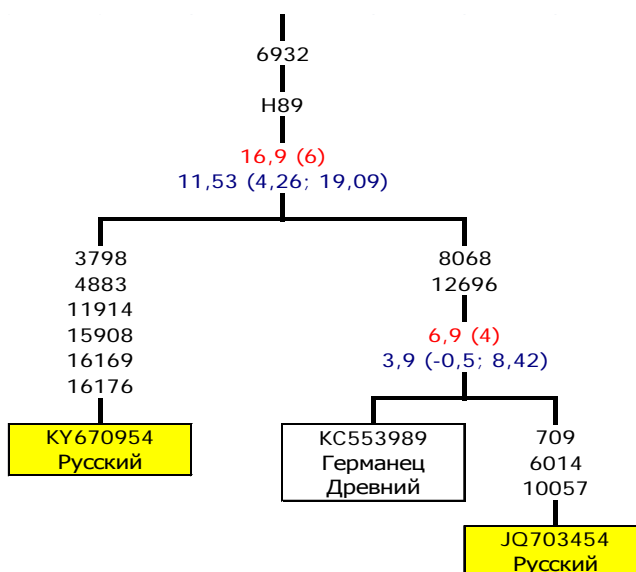 6932
H89
16,9 (6)
11,53 (4,26; 19,09)
3798
4883
11914
15908
16169
16176
KY670954
Русский
8068
12696
6,9 (4)
3,9 (-0,5; 8,42)
KC553989
Германец
Древний
709
6014
10057
JQ703454
Русский